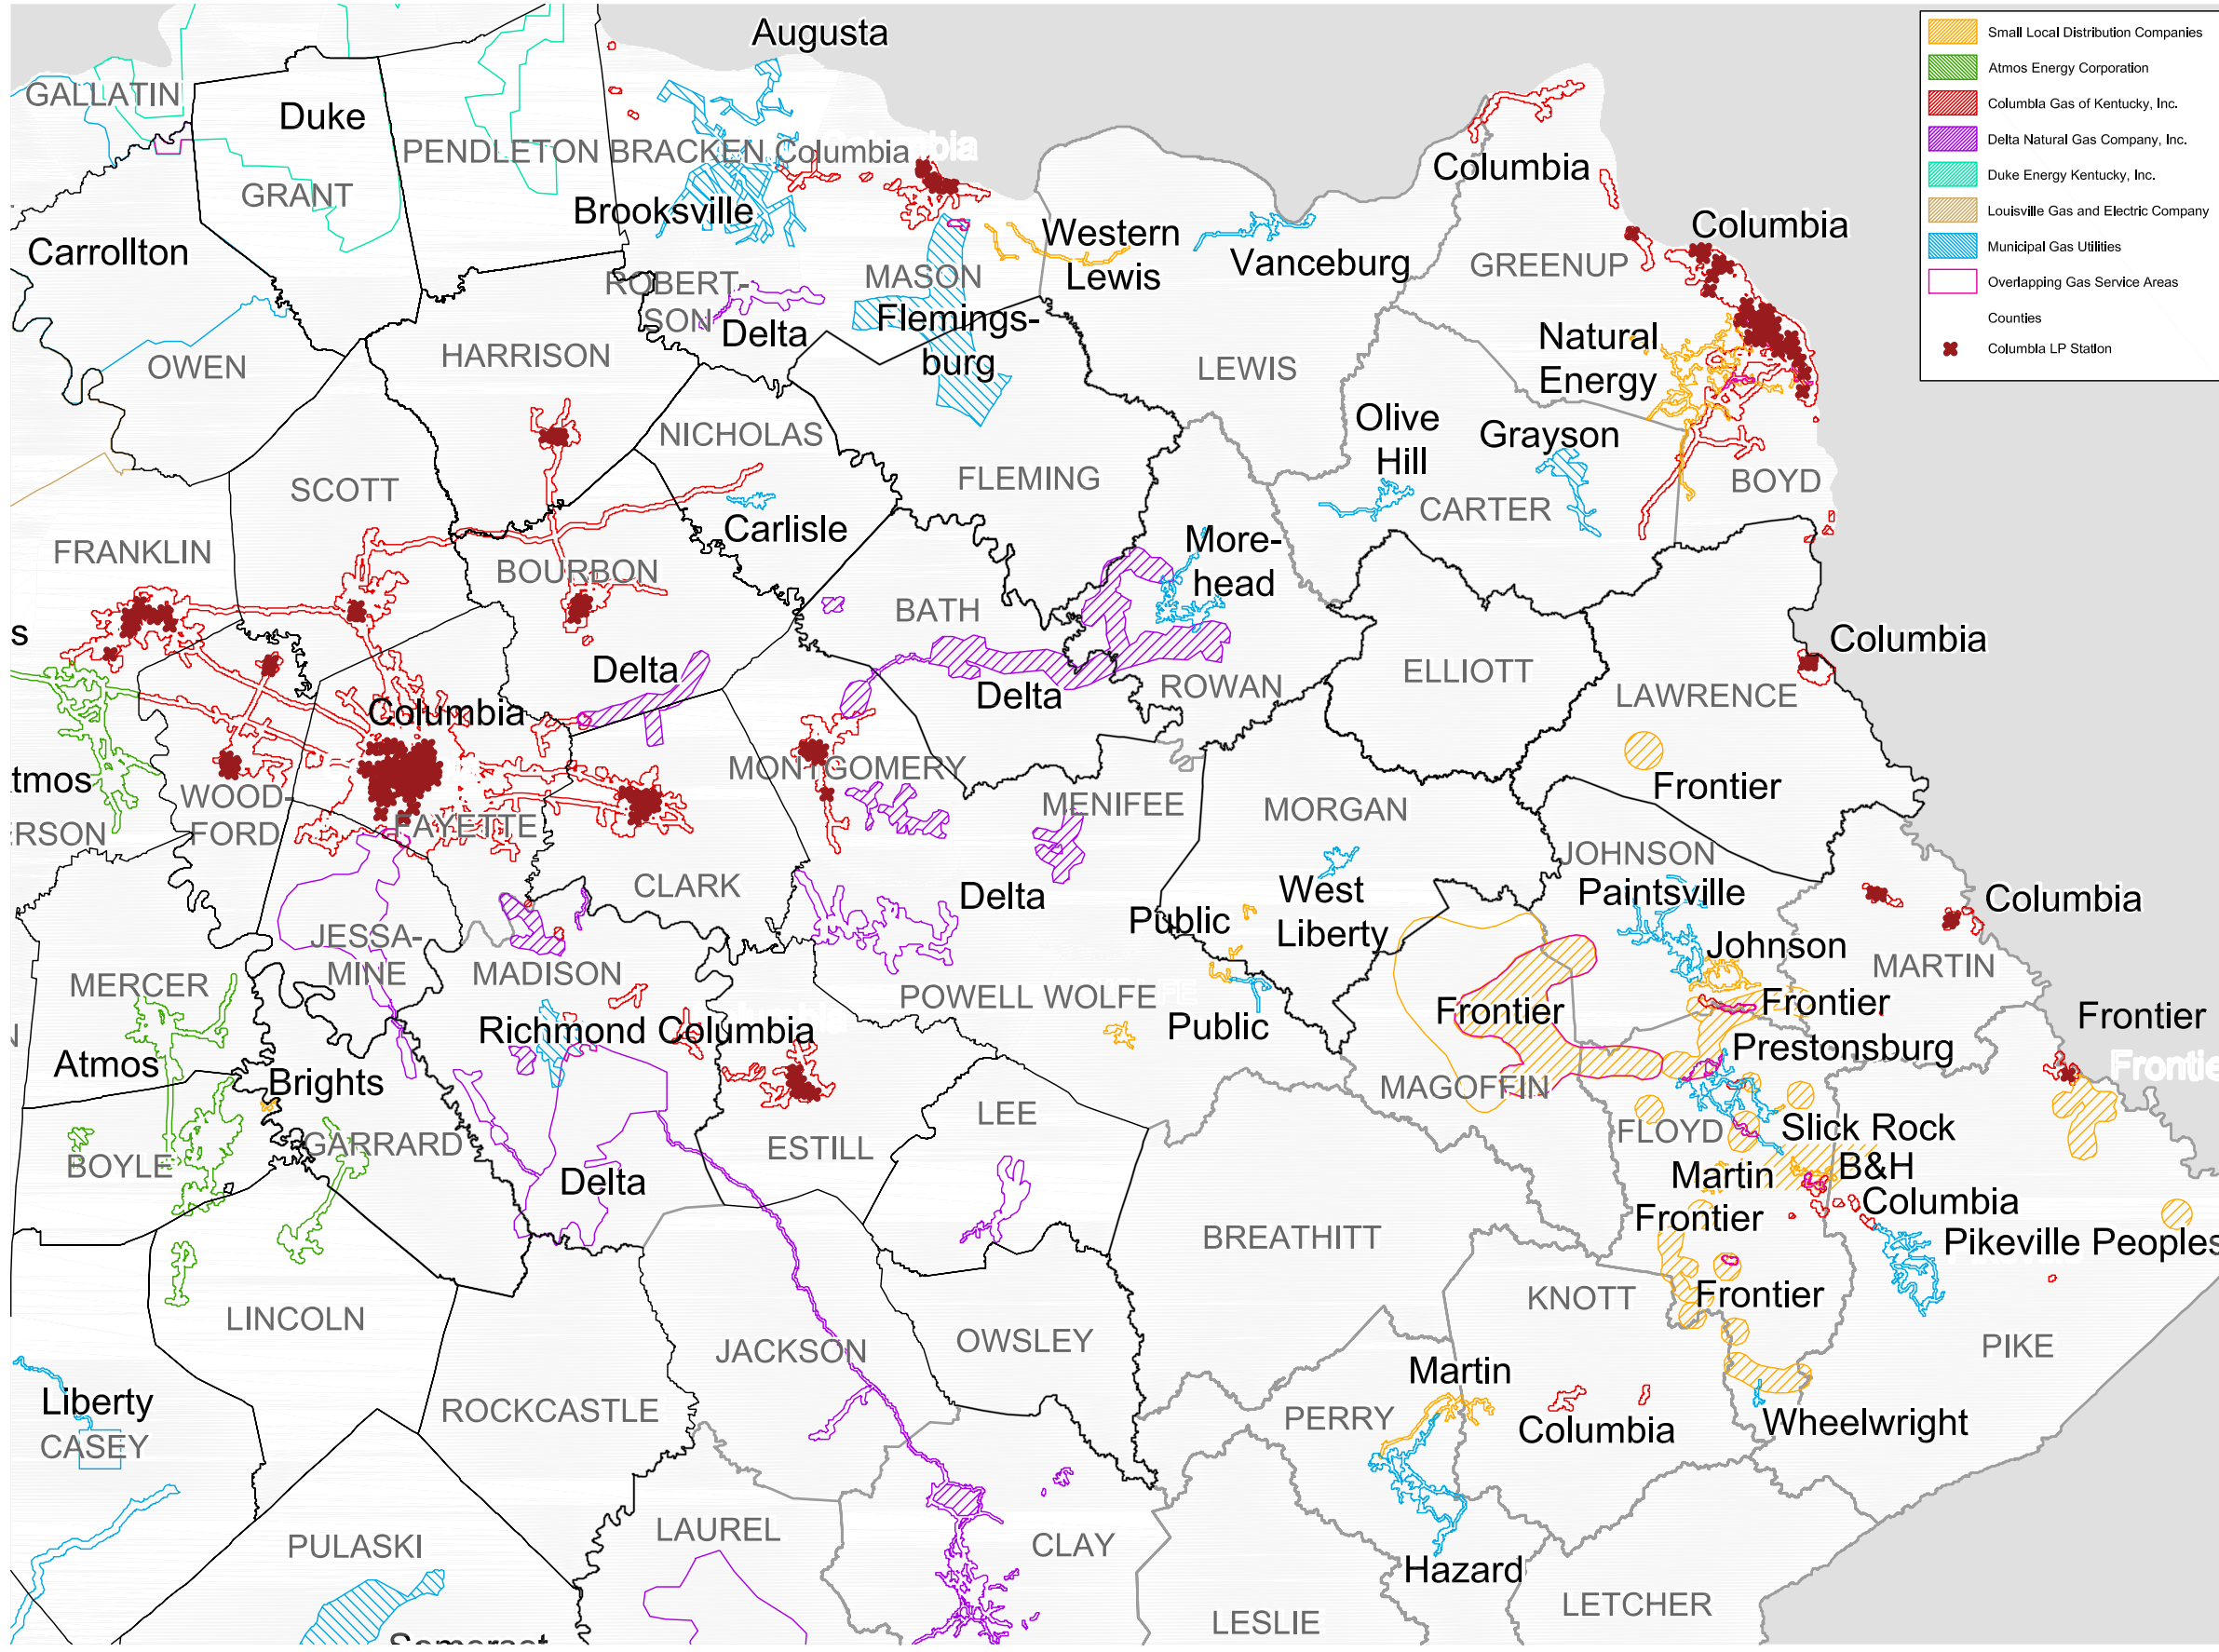 Augusta
Small Local Distribution Companies
Atmos Energy Corporation
Columbia Gas of Kentucky, Inc.
Delta Natural Gas Company, Inc.
Duke Energy Kentucky, Inc.
Louisville Gas and Electric Company
Municipal Gas Utilities
Overlapping Gas Service Areas
Counties
Columbia LP Station
GALLATIN
Duke
PENDLETON BRACKEN Columbia
GRANT
Columbia
Brooksville
Columbia
Carrollton
Western
Lewis
Vanceburg
GREENUP
ROBERT-
SON
MASON
Delta
Flemings-
burg
Natural
Energy
OWEN
HARRISON
LEWIS
Olive
Hill
Grayson
NICHOLAS
SCOTT
FLEMING
BOYD
CARTER
Carlisle
FRANKLIN
BOURBON
More-
head
BATH
s
Columbia
Delta
ELLIOTT
Delta
ROWAN
LAWRENCE
Columbia
tmos
MONTGOMERY
Frontier
WOOD-
FORD
MENIFEE
MORGAN
ERSON
FAYETTE
JOHNSON
CLARK
Delta
West
Liberty
Paintsville
Columbia
Public
JESSA-
MINE
Johnson
MADISON
MERCER
MARTIN
POWELL WOLFE
Frontier
Frontier
Frontier
Richmond Columbia
Public
Prestonsburg
Atmos
Frontie
Brights
MAGOFFIN
LEE
FLOYD
Slick Rock
GARRARD
ESTILL
BOYLE
B&H
Martin
Delta
Columbia
Frontier
BREATHITT
Pikeville Peoples
KNOTT
Frontier
LINCOLN
JACKSON
OWSLEY
PIKE
Martin
Liberty
ROCKCASTLE
PERRY
Columbia
Wheelwright
CASEY
LAUREL
PULASKI
CLAY
Hazard
LETCHER
LESLIE